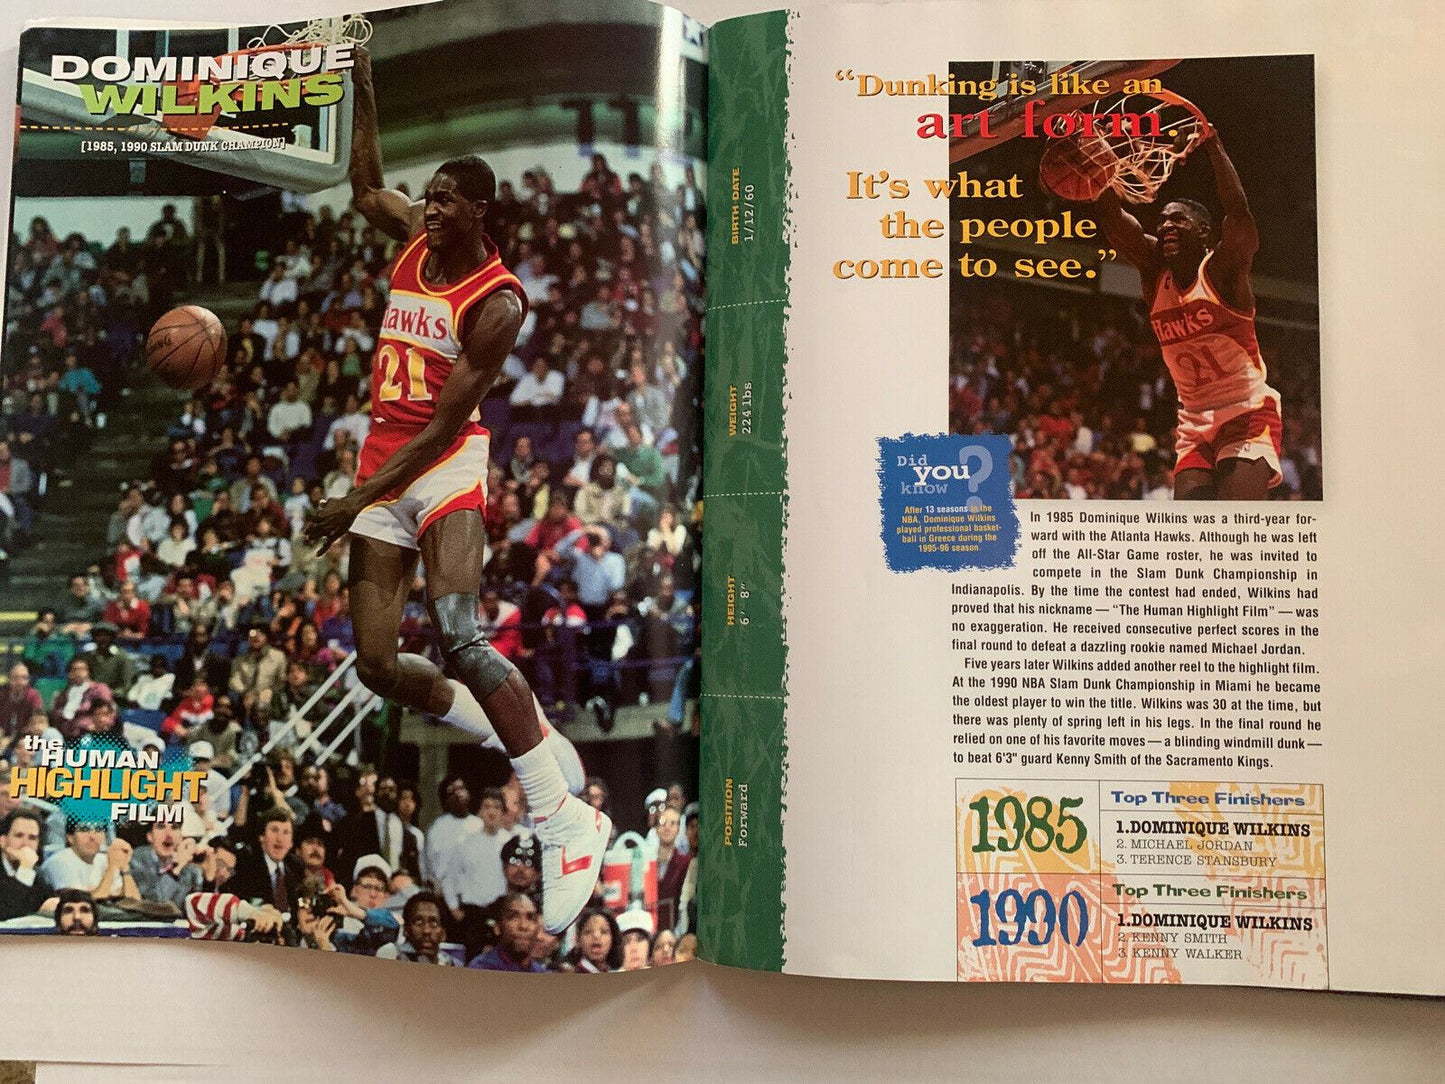 DOMINIQUE
WILKINS
[1985, 1990 SLAM DUNK CHAMPION]
Hawks
21
the
HUMAN
HIGHLIGHT
FILM
BIRTH DATE
1/12/60
WEIGHT
224 lbs
HEIGHT
6' 8"
POSITION
Forward
“Dunking is like an
art form.
It’s what
the people
come to see.”
Hawks
21
Did
you
know
?
After 13 seasons in the
NBA, Dominique Wilkins
played professional basket-
ball in Greece during the
1995-96 season.
In 1985 Dominique Wilkins was a third-year for-
ward with the Atlanta Hawks. Although he was left
off the All-Star Game roster, he was invited to
compete in the Slam Dunk Championship in
Indianapolis. By the time the contest had ended, Wilkins had
proved that his nickname — “The Human Highlight Film” — was
no exaggeration. He received consecutive perfect scores in the
final round to defeat a dazzling rookie named Michael Jordan.
Five years later Wilkins added another reel to the highlight film.
At the 1990 NBA Slam Dunk Championship in Miami he became
the oldest player to win the title. Wilkins was 30 at the time, but
there was plenty of spring left in his legs. In the final round he
relied on one of his favorite moves — a blinding windmill dunk —
to beat 6'3" guard Kenny Smith of the Sacramento Kings.
1985
Top Three Finishers
1.DOMINIQUE WILKINS
2. MICHAEL JORDAN
3. TERENCE STANSBURY
1990
Top Three Finishers
1.DOMINIQUE WILKINS
2. KENNY SMITH
3. KENNY WALKER